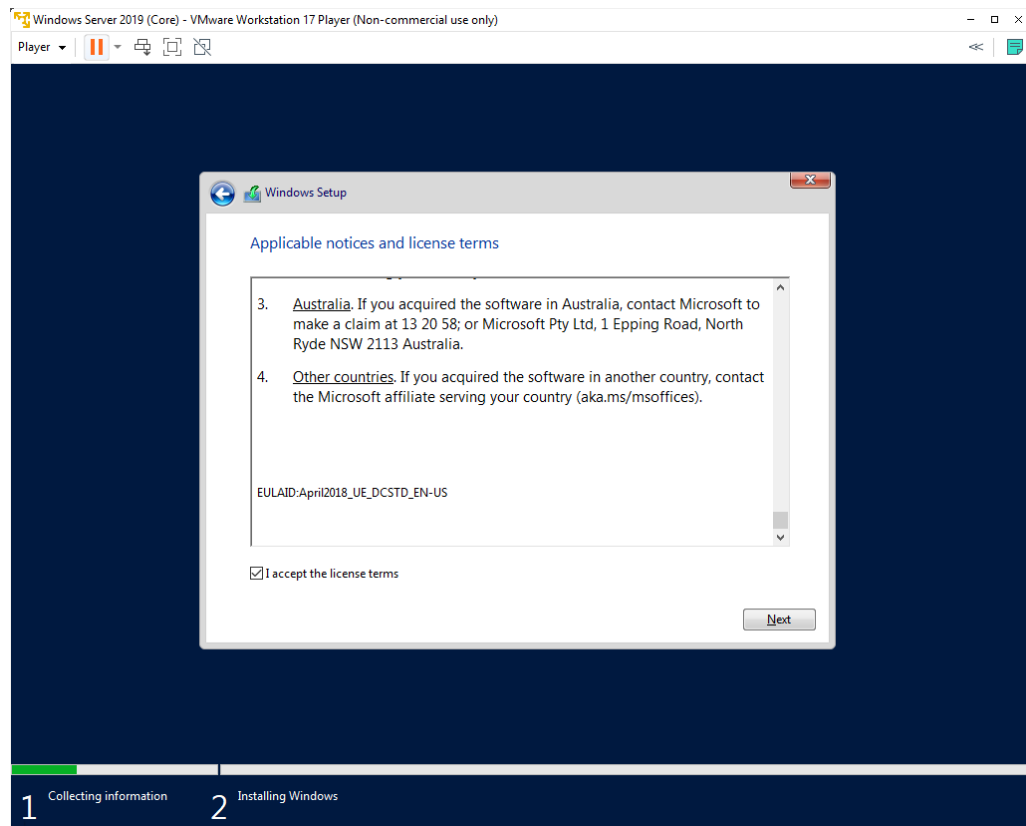 Windows Server 2019 (Core) - VMware Workstation 17 Player (Non-commercial use only)
Player
Windows Setup
Applicable notices and license terms
3. Australia. If you acquired the software in Australia, contact Microsoft to
make a claim at 13 20 58; or Microsoft Pty Ltd, 1 Epping Road, North
Ryde NSW 2113 Australia.
4. Other countries. If you acquired the software in another country, contact
the Microsoft affiliate serving your country (aka.ms/msoffices).
EULAID:April2018_UE_DCSTD_EN-US
I accept the license terms
Next
1 Collecting information
2 Installing Windows